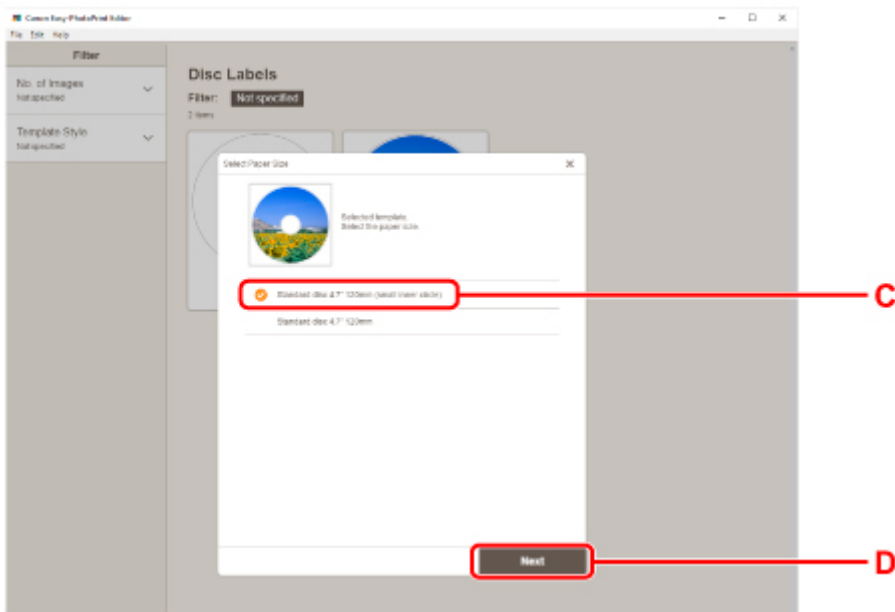 Canon Easy-PhotoPrint Editor
File Edit Help
Filter
No. of Images
Not specified
Template Style
Not specified
Disc Labels
Filter: Not specified
2 items
Select Paper Size
Selected template.
Select the paper size.
Standard disc 4.7" 120mm (small inner circle)
C
Standard disc 4.7" 120mm
Next
D